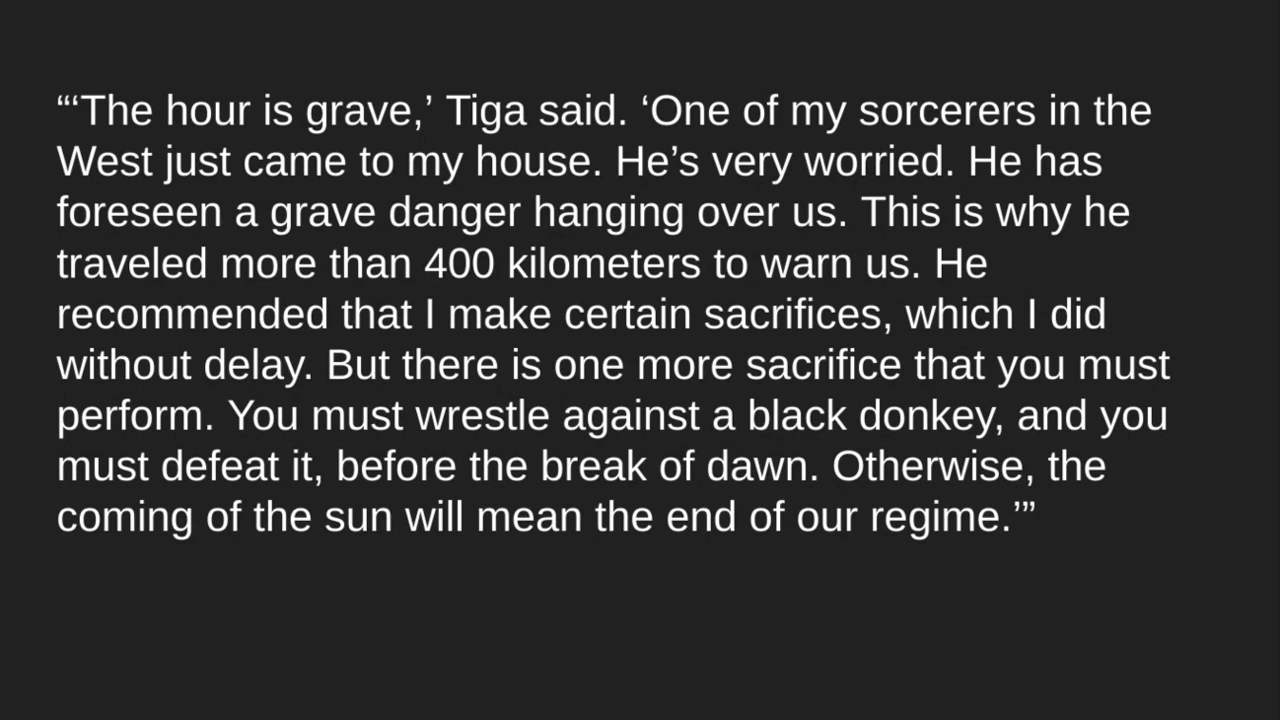 “‘The hour is grave,’ Tiga said. ‘One of my sorcerers in the
West just came to my house. He’s very worried. He has
foreseen a grave danger hanging over us. This is why he
traveled more than 400 kilometers to warn us. He
recommended that I make certain sacrifices, which I did
without delay. But there is one more sacrifice that you must
perform. You must wrestle against a black donkey, and you
must defeat it, before the break of dawn. Otherwise, the
coming of the sun will mean the end of our regime.’”